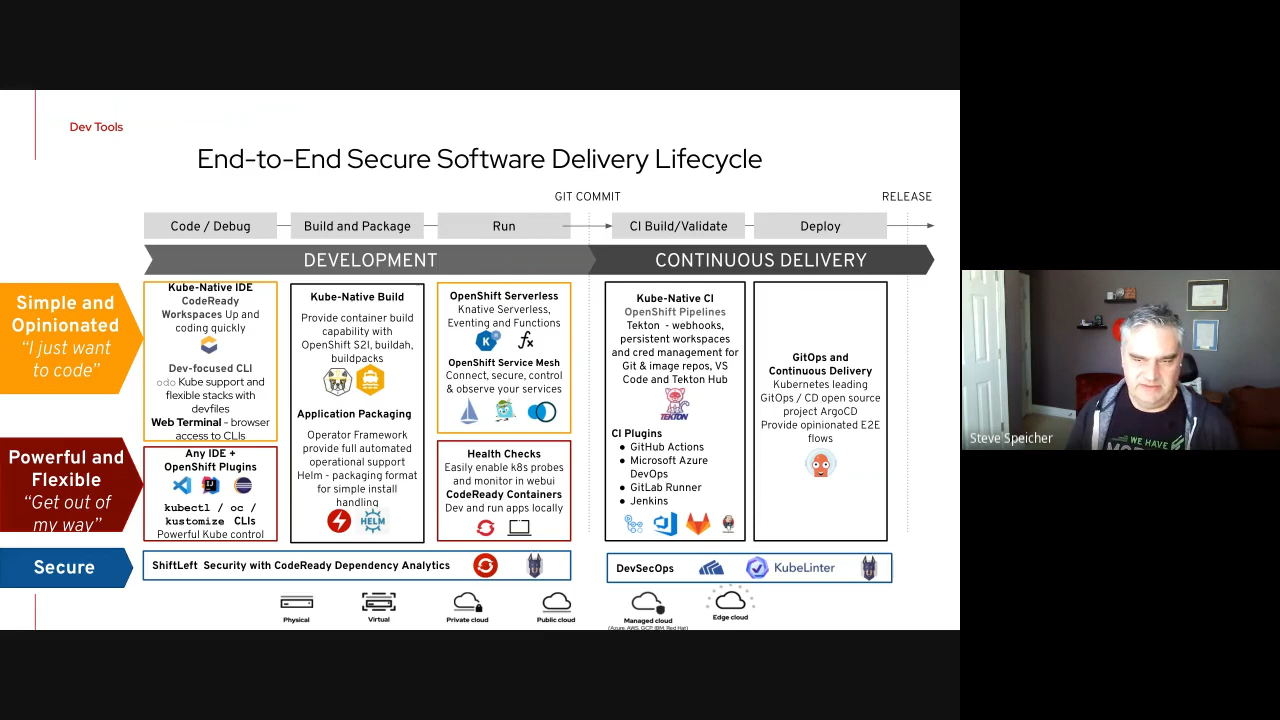 Dev Tools
End-to-End Secure Software Delivery Lifecycle
GIT COMMIT
RELEASE
Code / Debug
Build and Package
Run
CI Build/Validate
Deploy
DEVELOPMENT
CONTINUOUS DELIVERY
Simple and
Opinionated
“I just want
to code”
Kube-Native IDE
CodeReady
Workspaces Up and
coding quickly
Dev-focused CLI
odo Kube support and
flexible stacks with
devfiles
Web Terminal - browser
access to CLIs
Powerful and
Flexible
“Get out of
my way”
Any IDE +
OpenShift Plugins
kubectl / oc /
kustomize CLIs
Powerful Kube control
Kube-Native Build
Provide container build
capability with
OpenShift S2I, buildah,
buildpacks
Application Packaging
Operator Framework
provide full automated
operational support
Helm - packaging format
for simple install
handling
HELM
OpenShift Serverless
Knative Serverless,
Eventing and Functions
K
fx
OpenShift Service Mesh
Connect, secure, control
& observe your services
Health Checks
Easily enable k8s probes
and monitor in webui
CodeReady Containers
Dev and run apps locally
Kube-Native CI
OpenShift Pipelines
Tekton - webhooks,
persistent workspaces
and cred management for
Git & image repos, VS
Code and Tekton Hub
TEKTON
CI Plugins
● GitHub Actions
● Microsoft Azure
DevOps
● GitLab Runner
● Jenkins
GitOps and
Continuous Delivery
Kubernetes leading
GitOps / CD open source
project ArgoCD
Provide opinionated E2E
flows
Secure
ShiftLeft Security with CodeReady Dependency Analytics
DevSecOps
KubeLinter
Physical
Virtual
Private cloud
Public cloud
Managed cloud
(Azure, AWS, GCP, IBM, Red Hat)
Edge cloud
Steve Speicher
WE HAVE